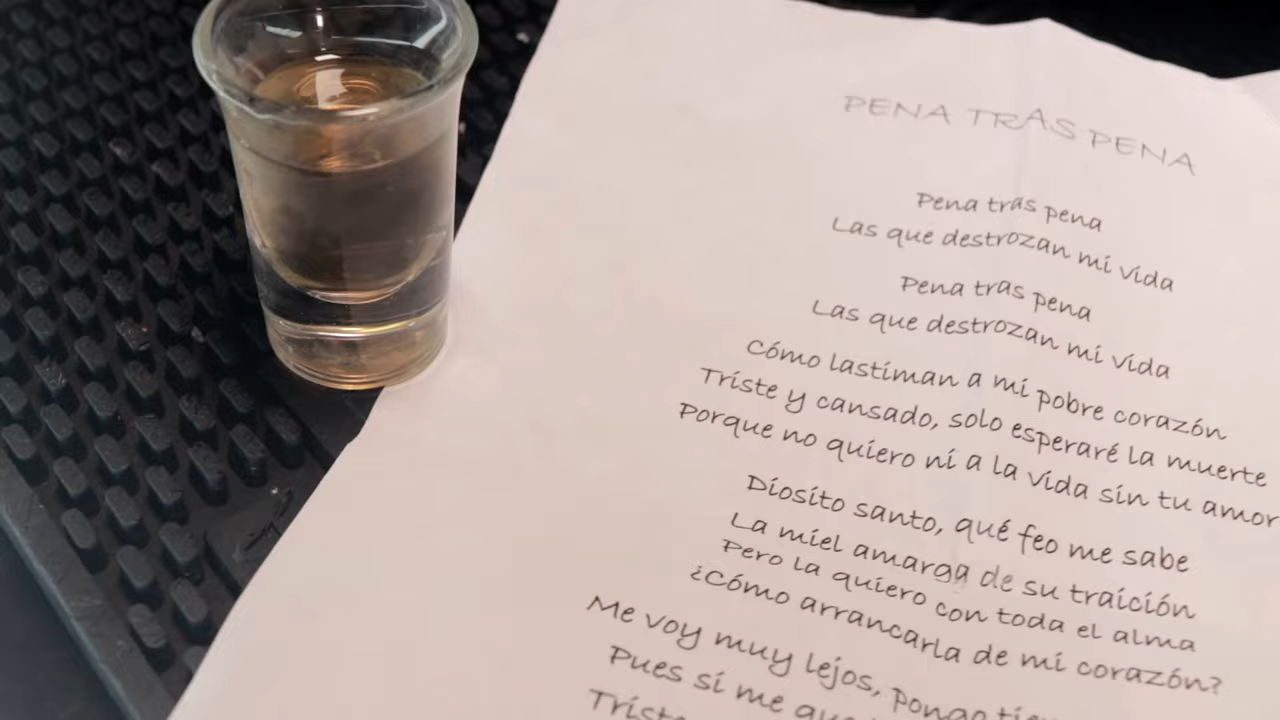 PENA TRAS PENA
Pena tras pena
Las que destrozan mi vida
Pena tras pena
Las que destrozan mi vida
Cómo lastiman a mi pobre corazón
Triste y cansado, solo esperaré la muerte
Porque no quiero ni a la vida sin tu amor
Diosito santo, qué feo me sabe
La miel amarga de su traición
Pero la quiero con toda el alma
¿Cómo arrancarla de mi corazón?
Me voy muy lejos, pongo
Pues si me